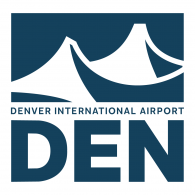 DENVER INTERNATIONAL AIRPORT
DEN